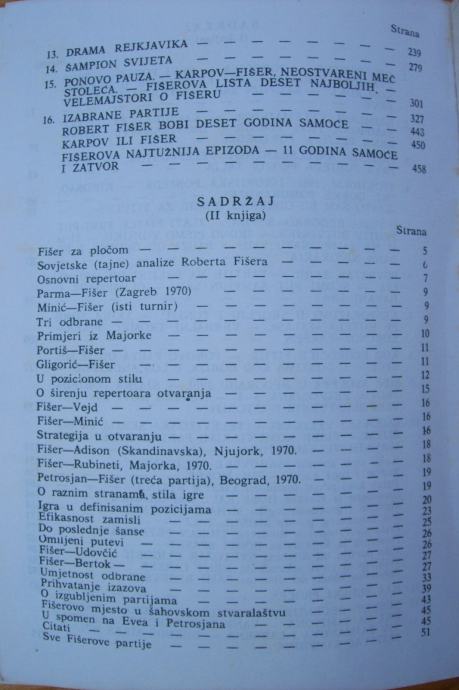 Strana
13. DRAMA REJKJAVIKA — — — — — — — — 239
14. ŠAMPION SVIJETA — — — — — — — — 279
15. PONOVO PAUZA. — KARPOV—FIŠER, NEOSTVARENI MEČ
STOLEĆA. — FIŠEROVA LISTA DESET NAJBOLJIH. —
VELEMAJSTORI O FIŠERU — — — — — — — 301
16. IZABRANE PARTIJE — — — — — — — — 327
ROBERT FIŠER BOBI DESET GODINA SAMOĆE — — 443
KARPOV ILI FIŠER — — — — — — — — 450
FIŠEROVA NAJTUŽNIJA EPIZODA — 11 GODINA SAMOĆE
I ZATVOR — — — — — — — — — 458
SADRŽAJ
(II knjiga)
Strana
Fišer za pločom — — — — — — — — — — 5
Sovjetske (tajne) analize Roberta Fišera — — — — — — 6
Osnovni repertoar — — — — — — — — — 7
Parma—Fišer (Zagreb 1970) — — — — — — — — 9
Minić—Fišer (isti turnir) — — — — — — — — 9
Tri odbrane — — — — — — — — — — — 9
Primjeri iz Majorke — — — — — — — — — 10
Portiš—Fišer — — — — — — — — — — — 11
Gligorić—Fišer — — — — — — — — — — 11
U pozicionom stilu — — — — — — — — — 12
O širenju repertoara otvaranja — — — — — — — 15
Fišer—Vejd — — — — — — — — — — — 16
Fišer—Minić — — — — — — — — — — — 16
Strategija u otvaranju — — — — — — — — — 16
Fišer—Adison (Skandinavska), Njujork, 1970. — — — — 18
Fišer—Rubineti, Majorka, 1970. — — — — — — — 18
Petrosjan—Fišer (treća partija), Beograd, 1970. — — — — 19
O raznim stranama stila igre — — — — — — — 19
Igra u definisanim pozicijama — — — — — — — 20
Efikasnost zamisli — — — — — — — — — 23
Do poslednje šanse — — — — — — — — — 25
Omiljeni putevi — — — — — — — — — 26
Fišer—Udovčić — — — — — — — — — — 26
Fišer—Bertok — — — — — — — — — — 27
Umjetnost odbrane — — — — — — — — — 27
Prihvatanje izazova — — — — — — — — — 33
O izgubljenim partijama — — — — — — — — 39
Fišerovo mjesto u šahovskom stvaralaštvu — — — — — 43
U spomen na Evea i Petrosjana — — — — — — — 45
Citati — — — — — — — — — — — 45
Sve Fišerove partije — — — — — — — — — 51